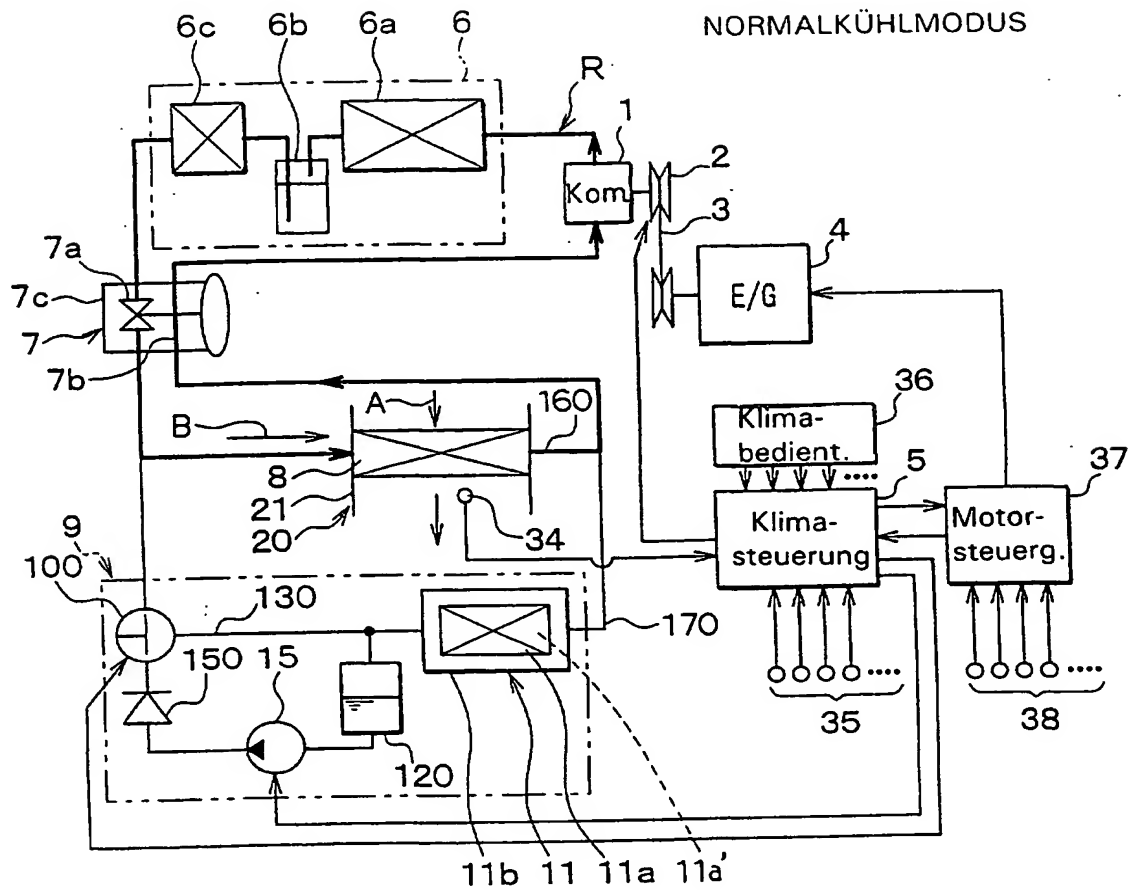 NORMALKÜHLMODUS
6c
6b
6a
6
R
1
2
Kom
3
4
7a
7c
E/G
7
7b
36
A
160
Klima-
bedient.
B
5
37
8
21
20
34
Klima-
steuerung
Motor-
steuerg.
9
100
130
170
150
15
120
35
38
11b
11
11a
11a'